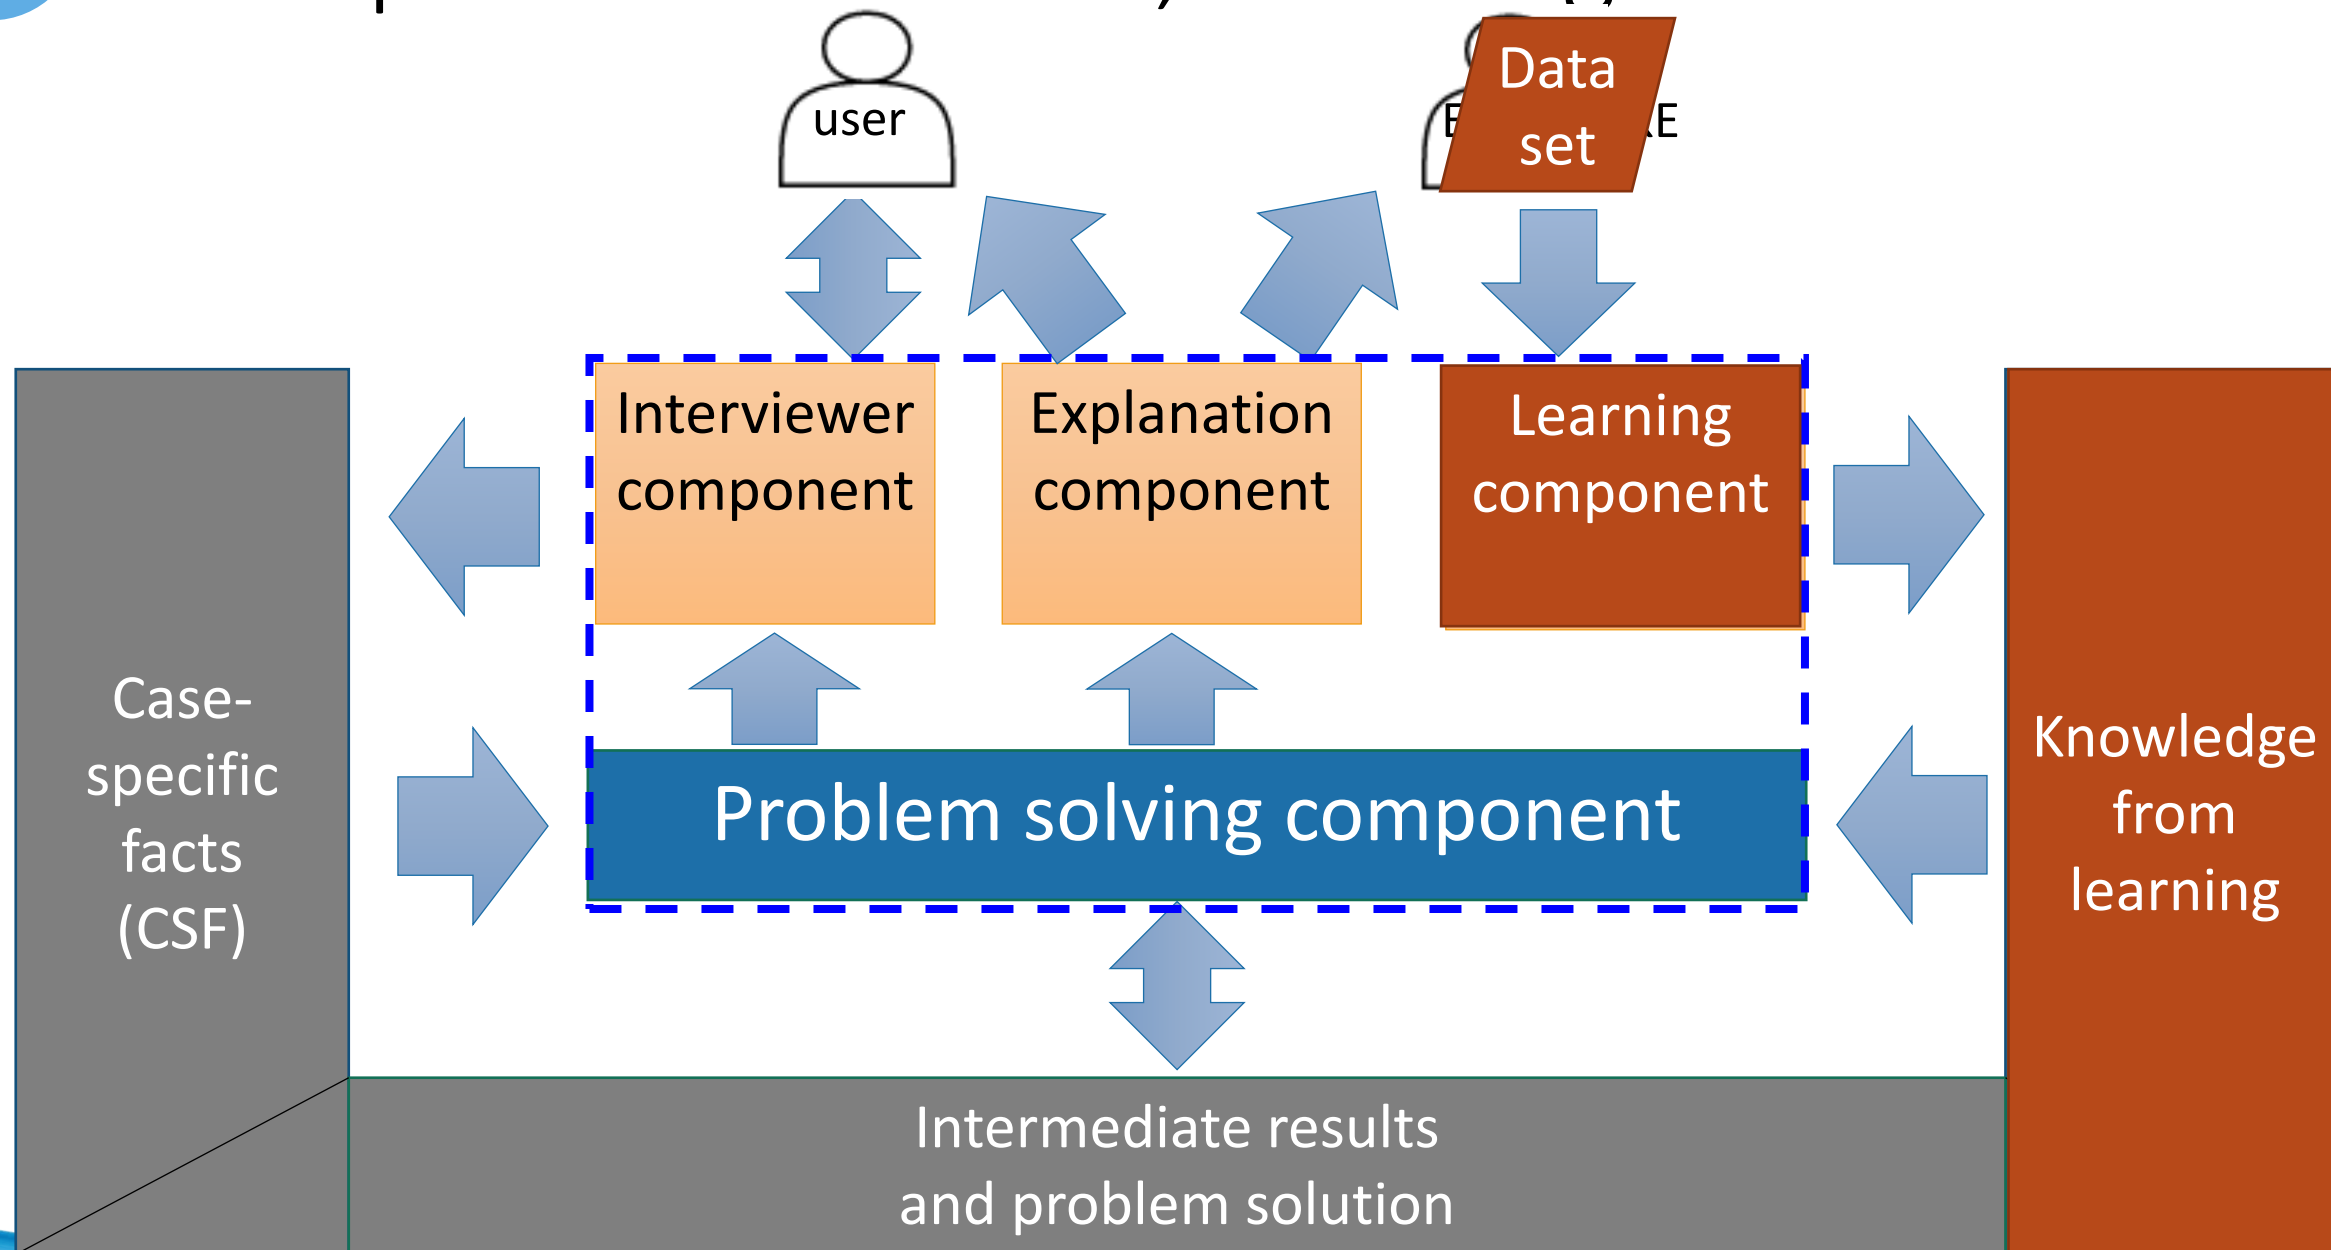 user
Data
set
Interviewer
component
Explanation
component
Learning
component
Case-
specific
facts
(CSF)
Problem solving component
Knowledge
from
learning
Intermediate results
and problem solution